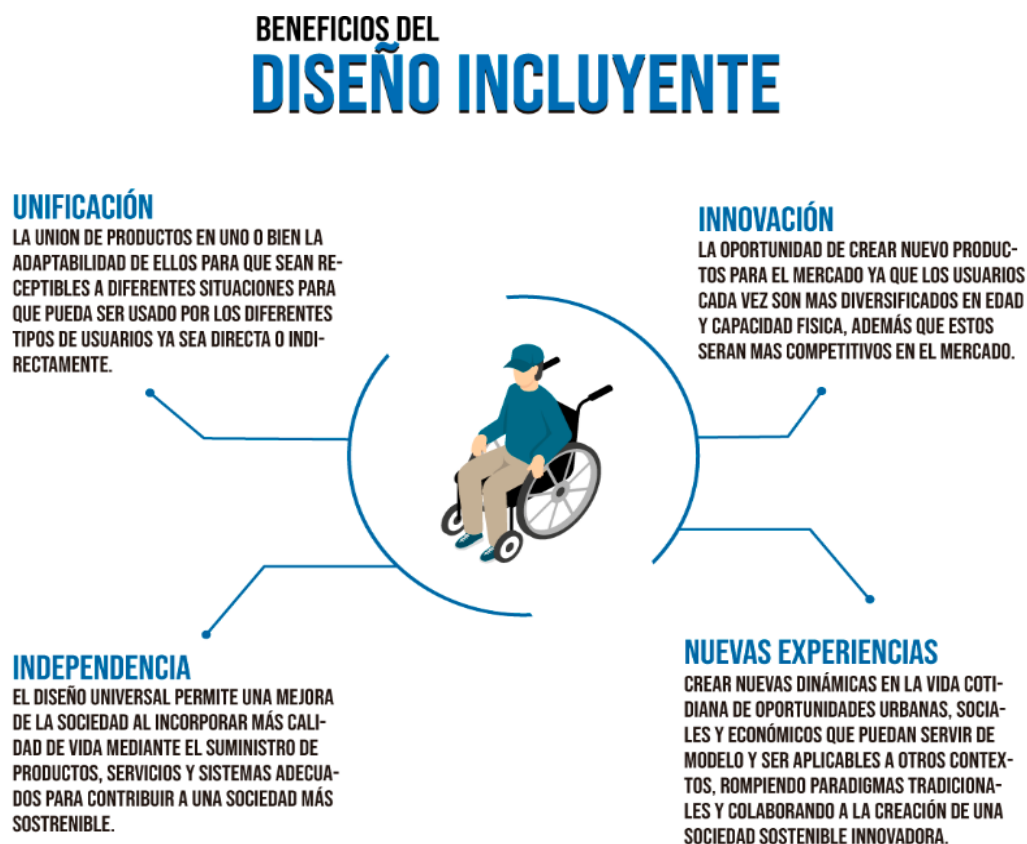 BENEFICIOS DEL
DISEÑO INCLUYENTE
UNIFICACIÓN
LA UNION DE PRODUCTOS EN UNO O BIEN LA
ADAPTABILIDAD DE ELLOS PARA QUE SEAN RE-
CEPTIBLES A DIFERENTES SITUACIONES PARA
QUE PUEDA SER USADO POR LOS DIFERENTES
TIPOS DE USUARIOS YA SEA DIRECTA O INDI-
RECTAMENTE.
INNOVACIÓN
LA OPORTUNIDAD DE CREAR NUEVO PRODUC-
TOS PARA EL MERCADO YA QUE LOS USUARIOS
CADA VEZ SON MAS DIVERSIFICADOS EN EDAD
Y CAPACIDAD FISICA, ADEMÁS QUE ESTOS
SERAN MAS COMPETITIVOS EN EL MERCADO.
INDEPENDENCIA
EL DISEÑO UNIVERSAL PERMITE UNA MEJORA
DE LA SOCIEDAD AL INCORPORAR MÁS CALI-
DAD DE VIDA MEDIANTE EL SUMINISTRO DE
PRODUCTOS, SERVICIOS Y SISTEMAS ADECUA-
DOS PARA CONTRIBUIR A UNA SOCIEDAD MÁS
SOSTRENIBLE.
NUEVAS EXPERIENCIAS
CREAR NUEVAS DINÁMICAS EN LA VIDA COTI-
DIANA DE OPORTUNIDADES URBANAS, SOCIA-
LES Y ECONÓMICOS QUE PUEDAN SERVIR DE
MODELO Y SER APLICABLES A OTROS CONTEX-
TOS, ROMPIENDO PARADIGMAS TRADICIONA-
LES Y COLABORANDO A LA CREACIÓN DE UNA
SOCIEDAD SOSTENIBLE INNOVADORA.